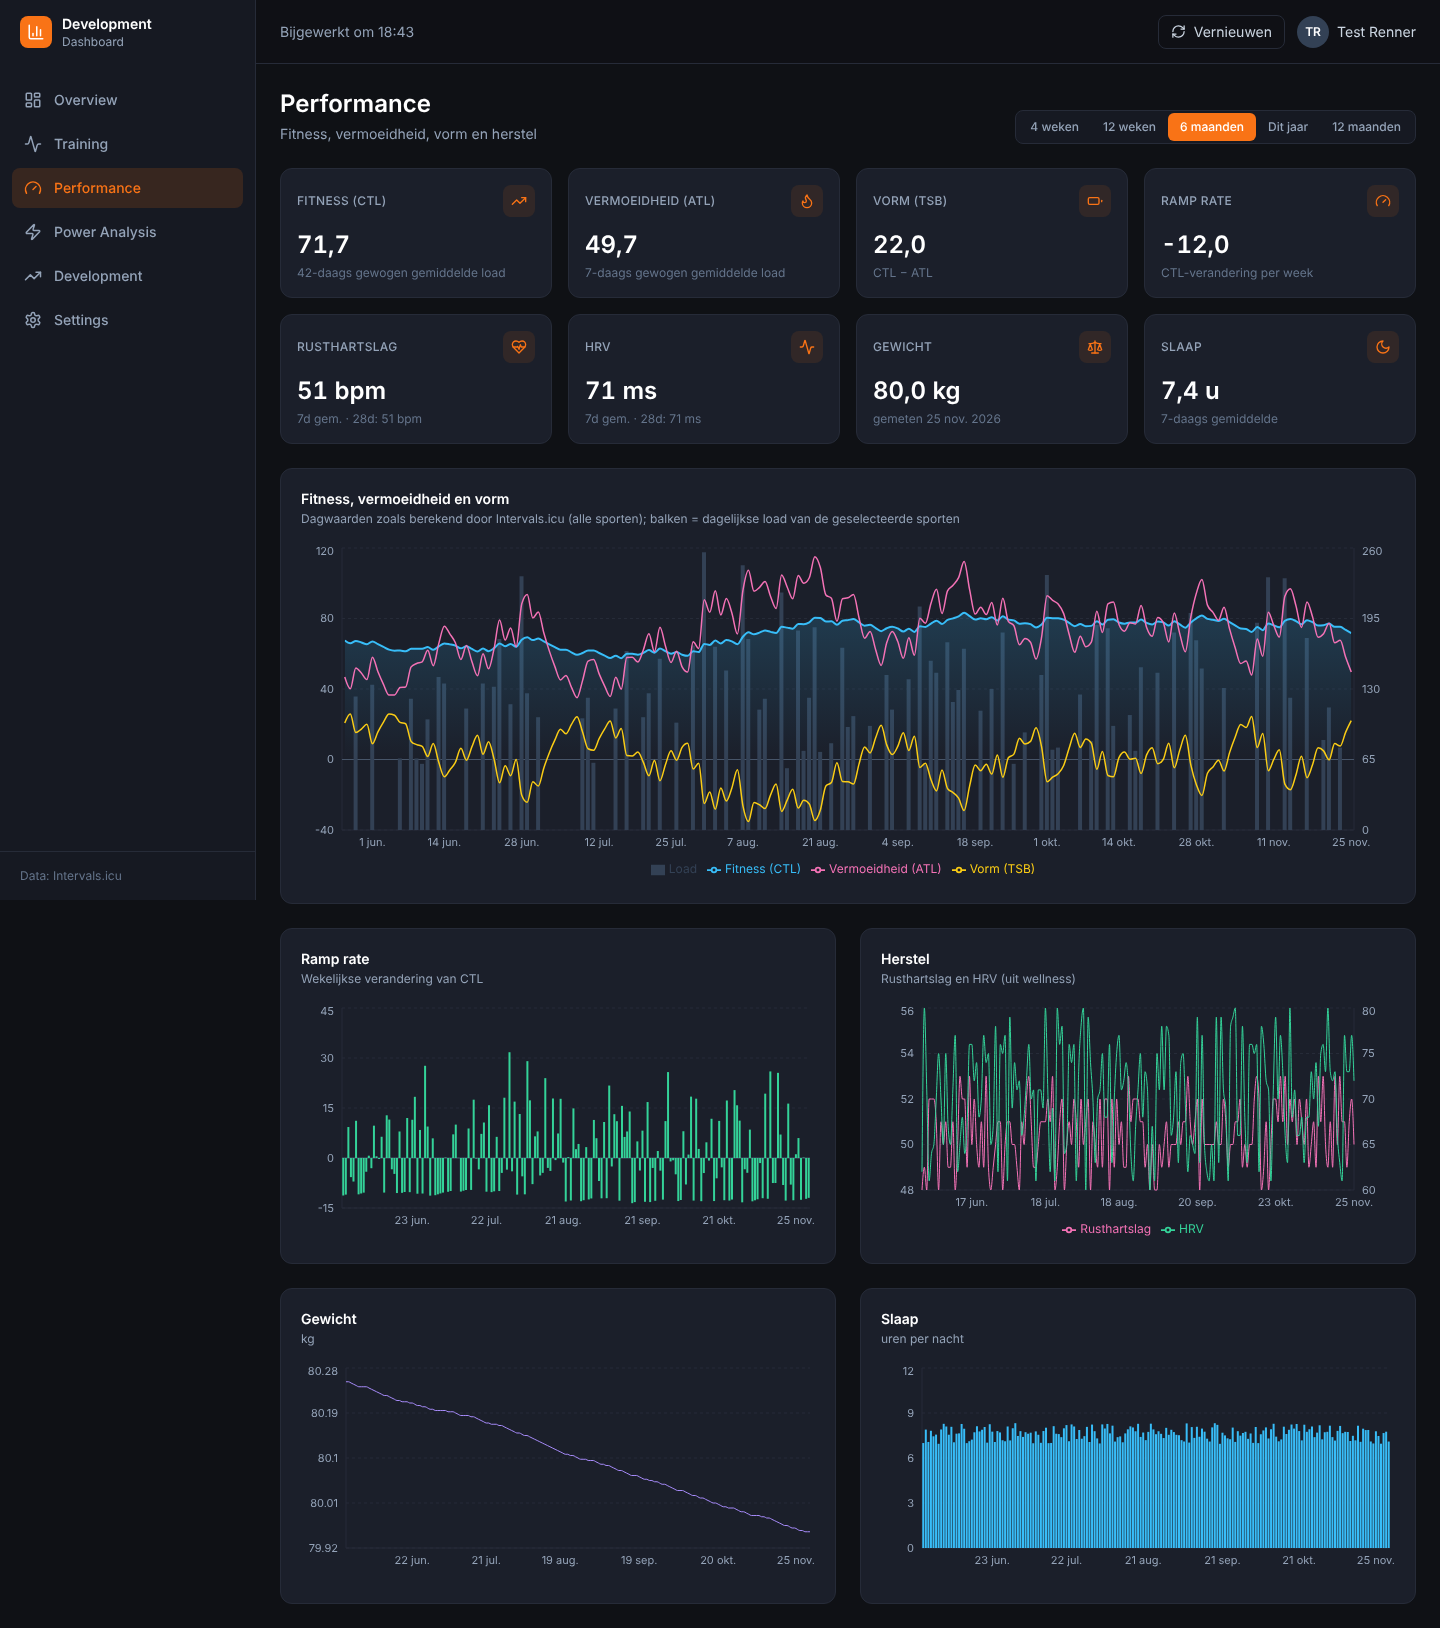 Development
Dashboard
Overview
Training
Performance
Power Analysis
Development
Settings
Data: Intervals.icu
Bijgewerkt om 18:43
Vernieuwen
TR
Test Renner
Performance
Fitness, vermoeidheid, vorm en herstel
4 weken 12 weken 6 maanden Dit jaar 12 maanden
FITNESS (CTL)
71,7
42-daags gewogen gemiddelde load
VERMOEIDHEID (ATL)
49,7
7-daags gewogen gemiddelde load
VORM (TSB)
22,0
CTL − ATL
RAMP RATE
-12,0
CTL-verandering per week
RUSTHARTSLAG
51 bpm
7d gem. · 28d: 51 bpm
HRV
71 ms
7d gem. · 28d: 71 ms
GEWICHT
80,0 kg
gemeten 25 nov. 2026
SLAAP
7,4 u
7-daags gemiddelde
Fitness, vermoeidheid en vorm
Dagwaarden zoals berekend door Intervals.icu (alle sporten); balken = dagelijkse load van de geselecteerde sporten
120 260
80 195
40 130
0 65
-40 0
1 jun. 14 jun. 28 jun. 12 jul. 25 jul. 7 aug. 21 aug. 4 sep. 18 sep. 1 okt. 14 okt. 28 okt. 11 nov. 25 nov.
Load Fitness (CTL) Vermoeidheid (ATL) Vorm (TSB)
Ramp rate
Wekelijkse verandering van CTL
45
30
15
0
-15
23 jun. 22 jul. 21 aug. 21 sep. 21 okt. 25 nov.
Herstel
Rusthartslag en HRV (uit wellness)
56 80
54 75
52 70
50 65
48 60
17 jun. 18 jul. 18 aug. 20 sep. 23 okt. 25 nov.
Rusthartslag HRV
Gewicht
kg
80.28
80.19
80.1
80.01
79.92
22 jun. 21 jul. 19 aug. 19 sep. 20 okt. 25 nov.
Slaap
uren per nacht
12
9
6
3
0
23 jun. 22 jul. 21 aug. 21 sep. 21 okt. 25 nov.